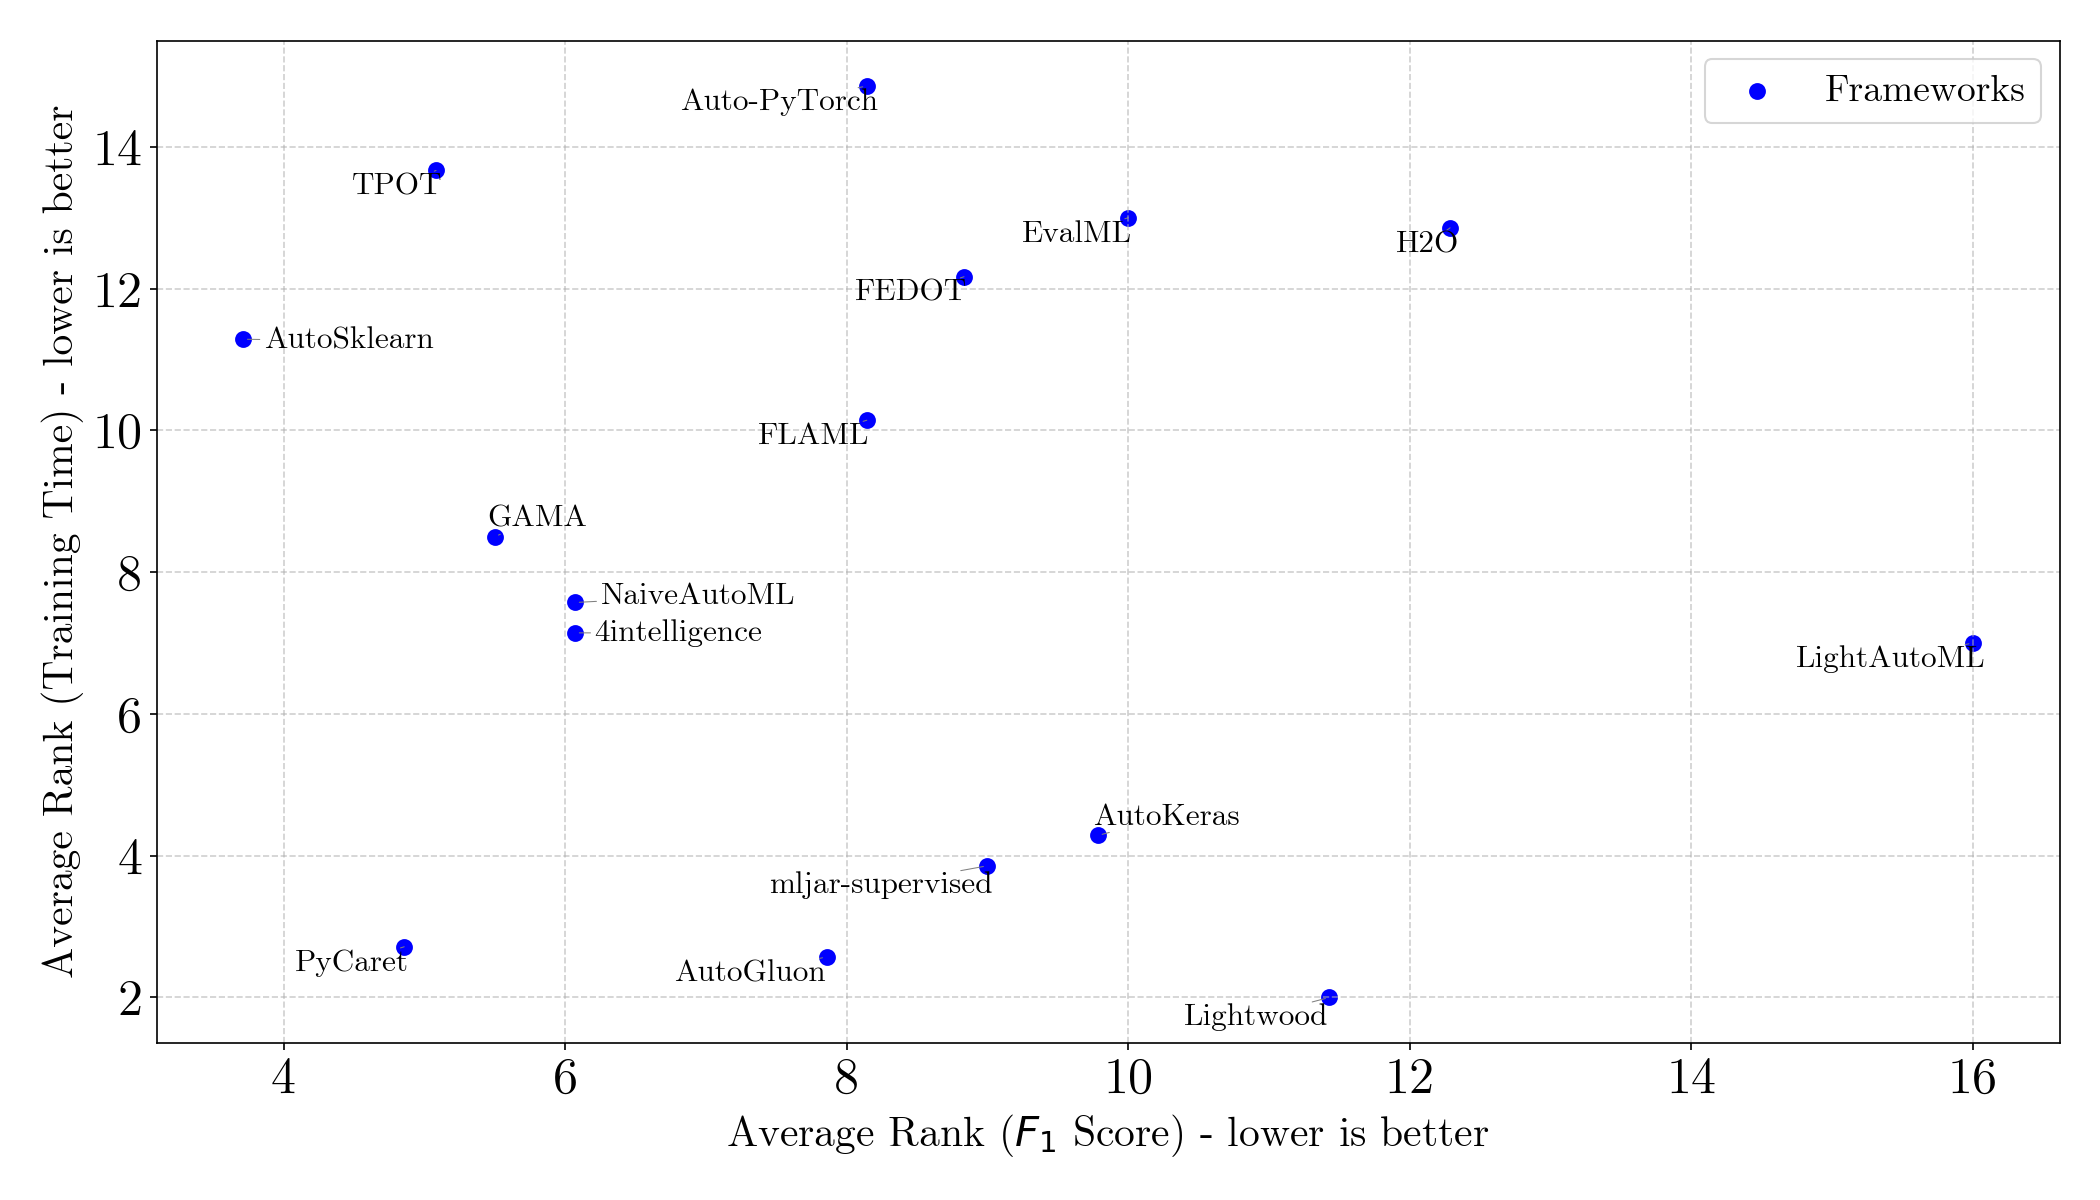 Average Rank (Training Time) - lower is better
14
12
10
8
6
4
2
Frameworks
Auto-PyTorch
TPOT
EvalML
H2O
FEDOT
AutoSklearn
FLAML
GAMA
NaiveAutoML
4intelligence
LightAutoML
AutoKeras
mljar-supervised
PyCaret
AutoGluon
Lightwood
4 6 8 10 12 14 16
Average Rank (F₁ Score) - lower is better